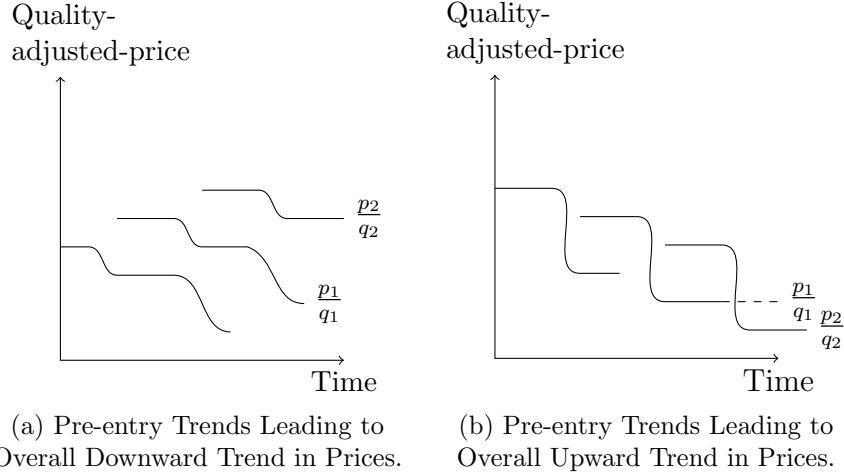 Quality-
adjusted-price
p₁/q₁
p₂/q₂
Time
(a) Pre-entry Trends Leading to
Overall Downward Trend in Prices.
Quality-
adjusted-price
p₁/q₁
p₂/q₂
Time
(b) Pre-entry Trends Leading to
Overall Upward Trend in Prices.